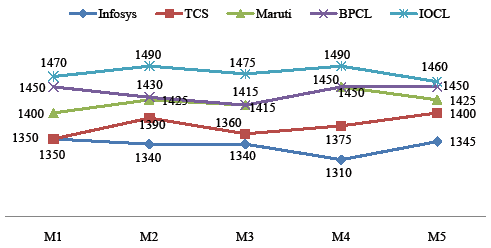 Infosys TCS Maruti BPCL IOCL
1470 1490 1475 1490 1460
1450 1430 1415 1450 1450
1400 1425 1415 1450 1425
1350 1390 1360 1375 1400
1350 1340 1340 1310 1345
M1 M2 M3 M4 M5